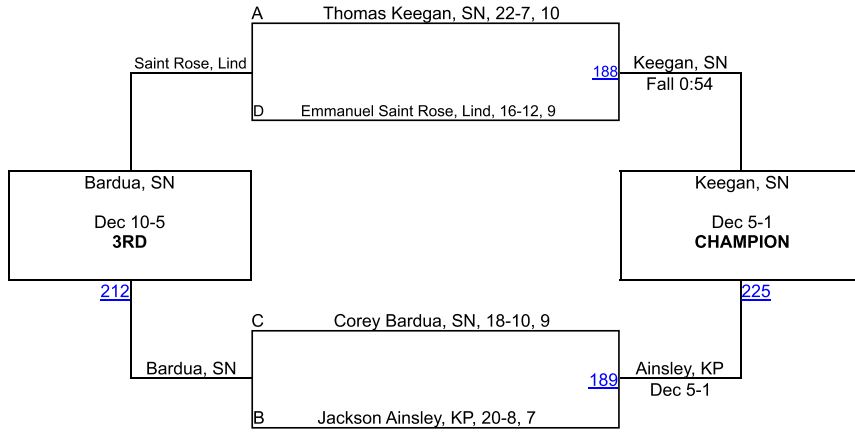 A Thomas Keegan, SN, 22-7, 10
Saint Rose, Lind
188
Keegan, SN
Fall 0:54
D Emmanuel Saint Rose, Lind, 16-12, 9
Bardua, SN
Dec 10-5
3RD
212
Keegan, SN
Dec 5-1
CHAMPION
225
C Corey Bardua, SN, 18-10, 9
Bardua, SN
189
Ainsley, KP
Dec 5-1
B Jackson Ainsley, KP, 20-8, 7